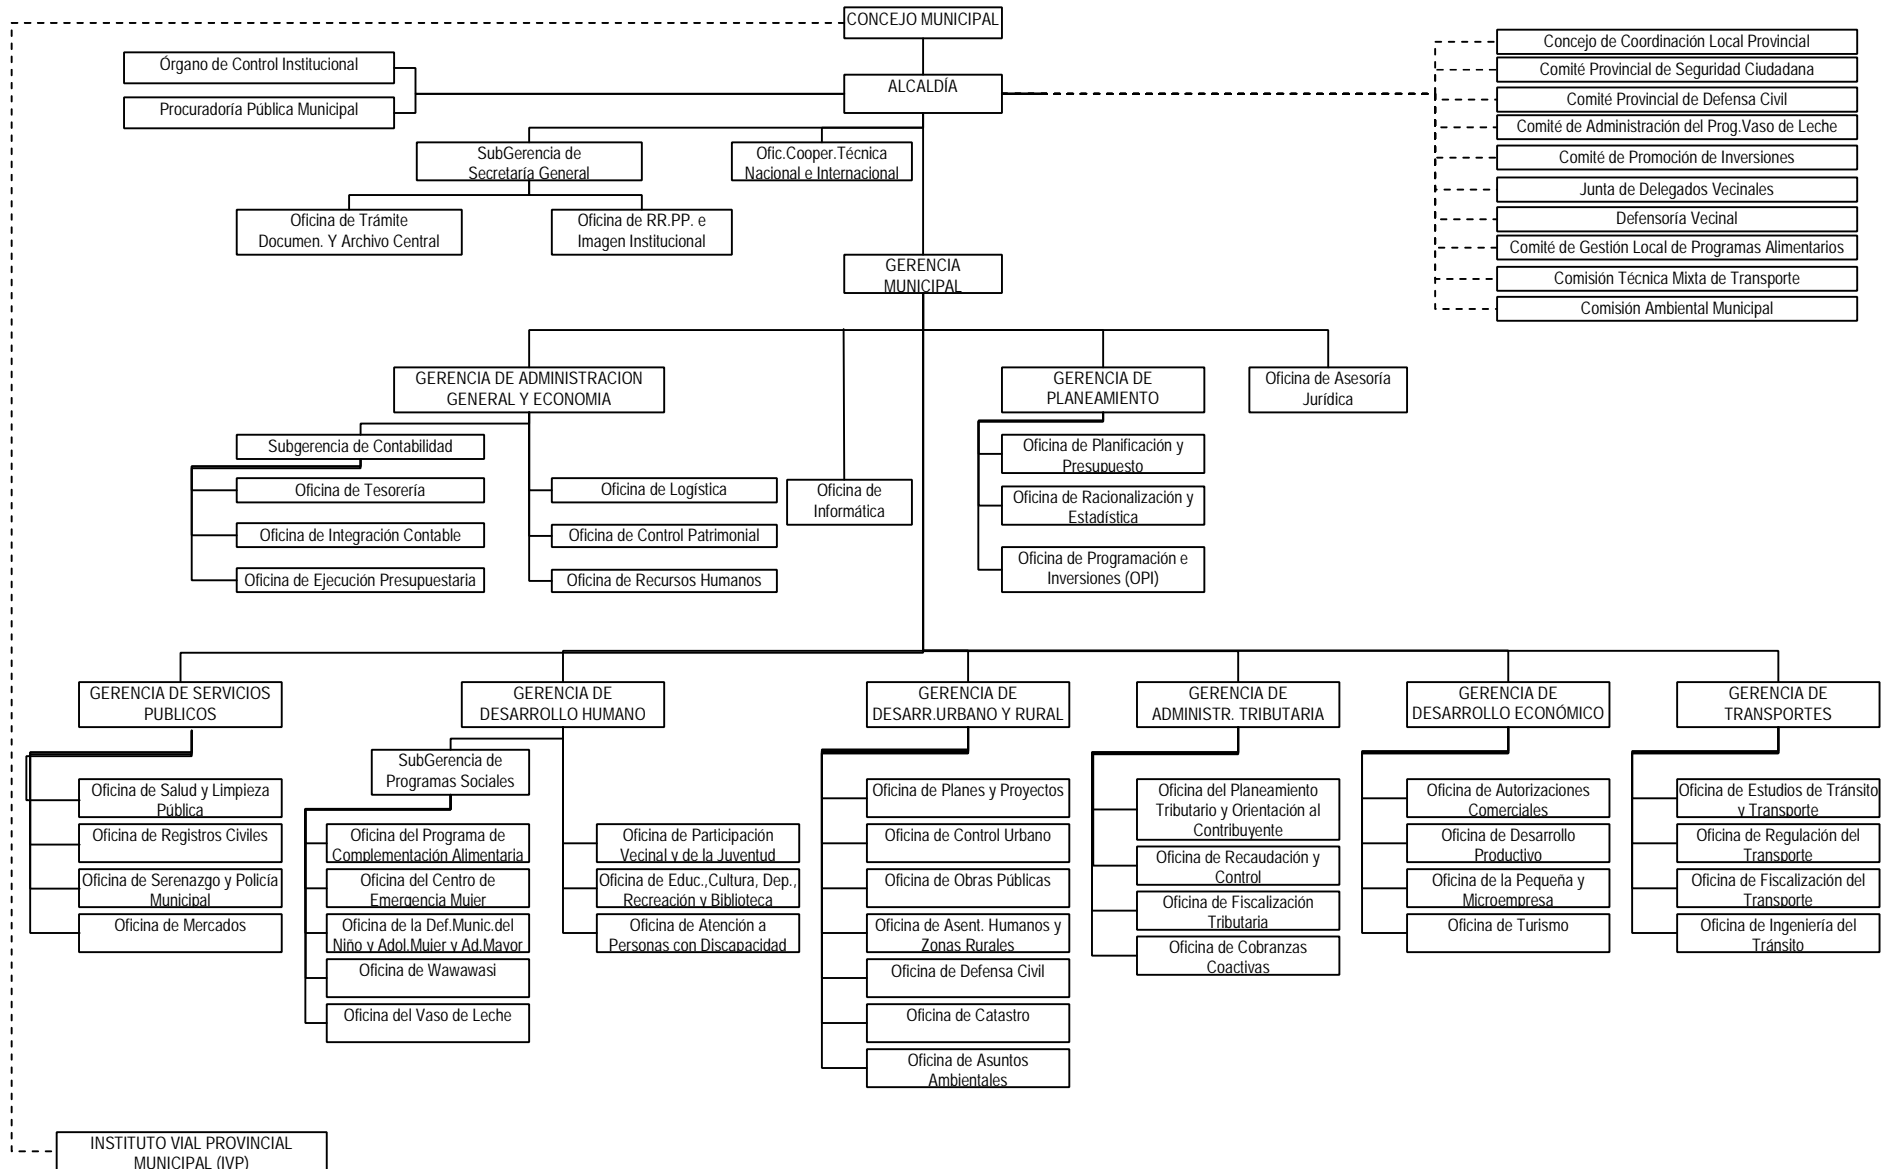 CONCEJO MUNICIPAL
Concejo de Coordinación Local Provincial
Órgano de Control Institucional
Comité Provincial de Seguridad Ciudadana
ALCALDÍA
Comité Provincial de Defensa Civil
Procuradoría Pública Municipal
Comité de Administración del Prog.Vaso de Leche
SubGerencia de
Secretaría General
Ofic.Cooper.Técnica
Nacional e Internacional
Comité de Promoción de Inversiones
Junta de Delegados Vecinales
Oficina de Trámite
Documen. Y Archivo Central
Oficina de RR.PP. e
Imagen Institucional
Defensoría Vecinal
Comité de Gestión Local de Programas Alimentarios
GERENCIA
MUNICIPAL
Comisión Técnica Mixta de Transporte
Comisión Ambiental Municipal
GERENCIA DE ADMINISTRACION
GENERAL Y ECONOMIA
GERENCIA DE
PLANEAMIENTO
Oficina de Asesoría
Jurídica
Subgerencia de Contabilidad
Oficina de Planificación y
Presupuesto
Oficina de Tesorería
Oficina de Logística
Oficina de
Informática
Oficina de Racionalización y
Estadística
Oficina de Integración Contable
Oficina de Control Patrimonial
Oficina de Programación e
Inversiones (OPI)
Oficina de Ejecución Presupuestaria
Oficina de Recursos Humanos
GERENCIA DE SERVICIOS
PUBLICOS
GERENCIA DE
DESARROLLO HUMANO
GERENCIA DE
DESARR.URBANO Y RURAL
GERENCIA DE
ADMINISTR. TRIBUTARIA
GERENCIA DE
DESARROLLO ECONÓMICO
GERENCIA DE
TRANSPORTES
SubGerencia de
Programas Sociales
Oficina de Salud y Limpieza
Pública
Oficina de Planes y Proyectos
Oficina del Planeamiento
Tributario y Orientación al
Contribuyente
Oficina de Autorizaciones
Comerciales
Oficina de Estudios de Tránsito
y Transporte
Oficina de Registros Cíviles
Oficina del Programa de
Complementación Alimentaria
Oficina de Participación
Vecinal y de la Juventud
Oficina de Control Urbano
Oficina de Recaudación y
Control
Oficina de Desarrollo
Productivo
Oficina de Regulación del
Transporte
Oficina de Serenazgo y Policía
Municipal
Oficina del Centro de
Emergencia Mujer
Oficina de Educ.,Cultura, Dep.,
Recreación y Biblioteca
Oficina de Obras Públicas
Oficina de Fiscalización
Tributaria
Oficina de la Pequeña y
Microempresa
Oficina de Fiscalización del
Transporte
Oficina de Mercados
Oficina de la Def.Munic.del
Niño y Adol.Mujer y Ad.Mayor
Oficina de Atención a
Personas con Discapacidad
Oficina de Asent. Humanos y
Zonas Rurales
Oficina de Cobranzas
Coactivas
Oficina de Turismo
Oficina de Ingeniería del
Tránsito
Oficina de Wawawasi
Oficina de Defensa Civil
Oficina del Vaso de Leche
Oficina de Catastro
Oficina de Asuntos
Ambientales
INSTITUTO VIAL PROVINCIAL
MUNICIPAL (IVP)